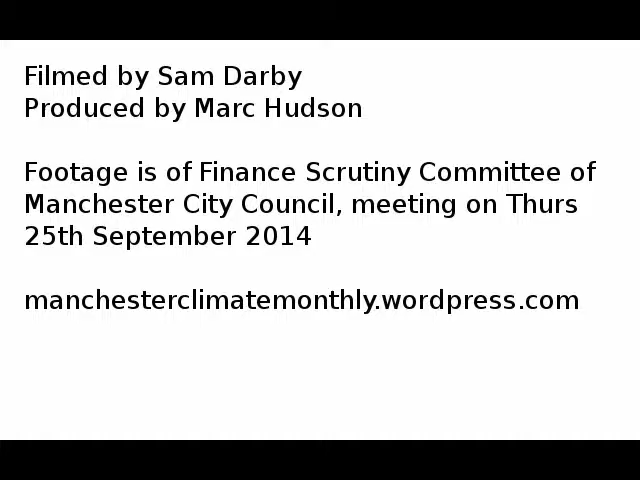 Filmed by Sam Darby
Produced by Marc Hudson
Footage is of Finance Scrutiny Committee of
Manchester City Council, meeting on Thurs
25th September 2014
manchesterclimatemonthly.wordpress.com